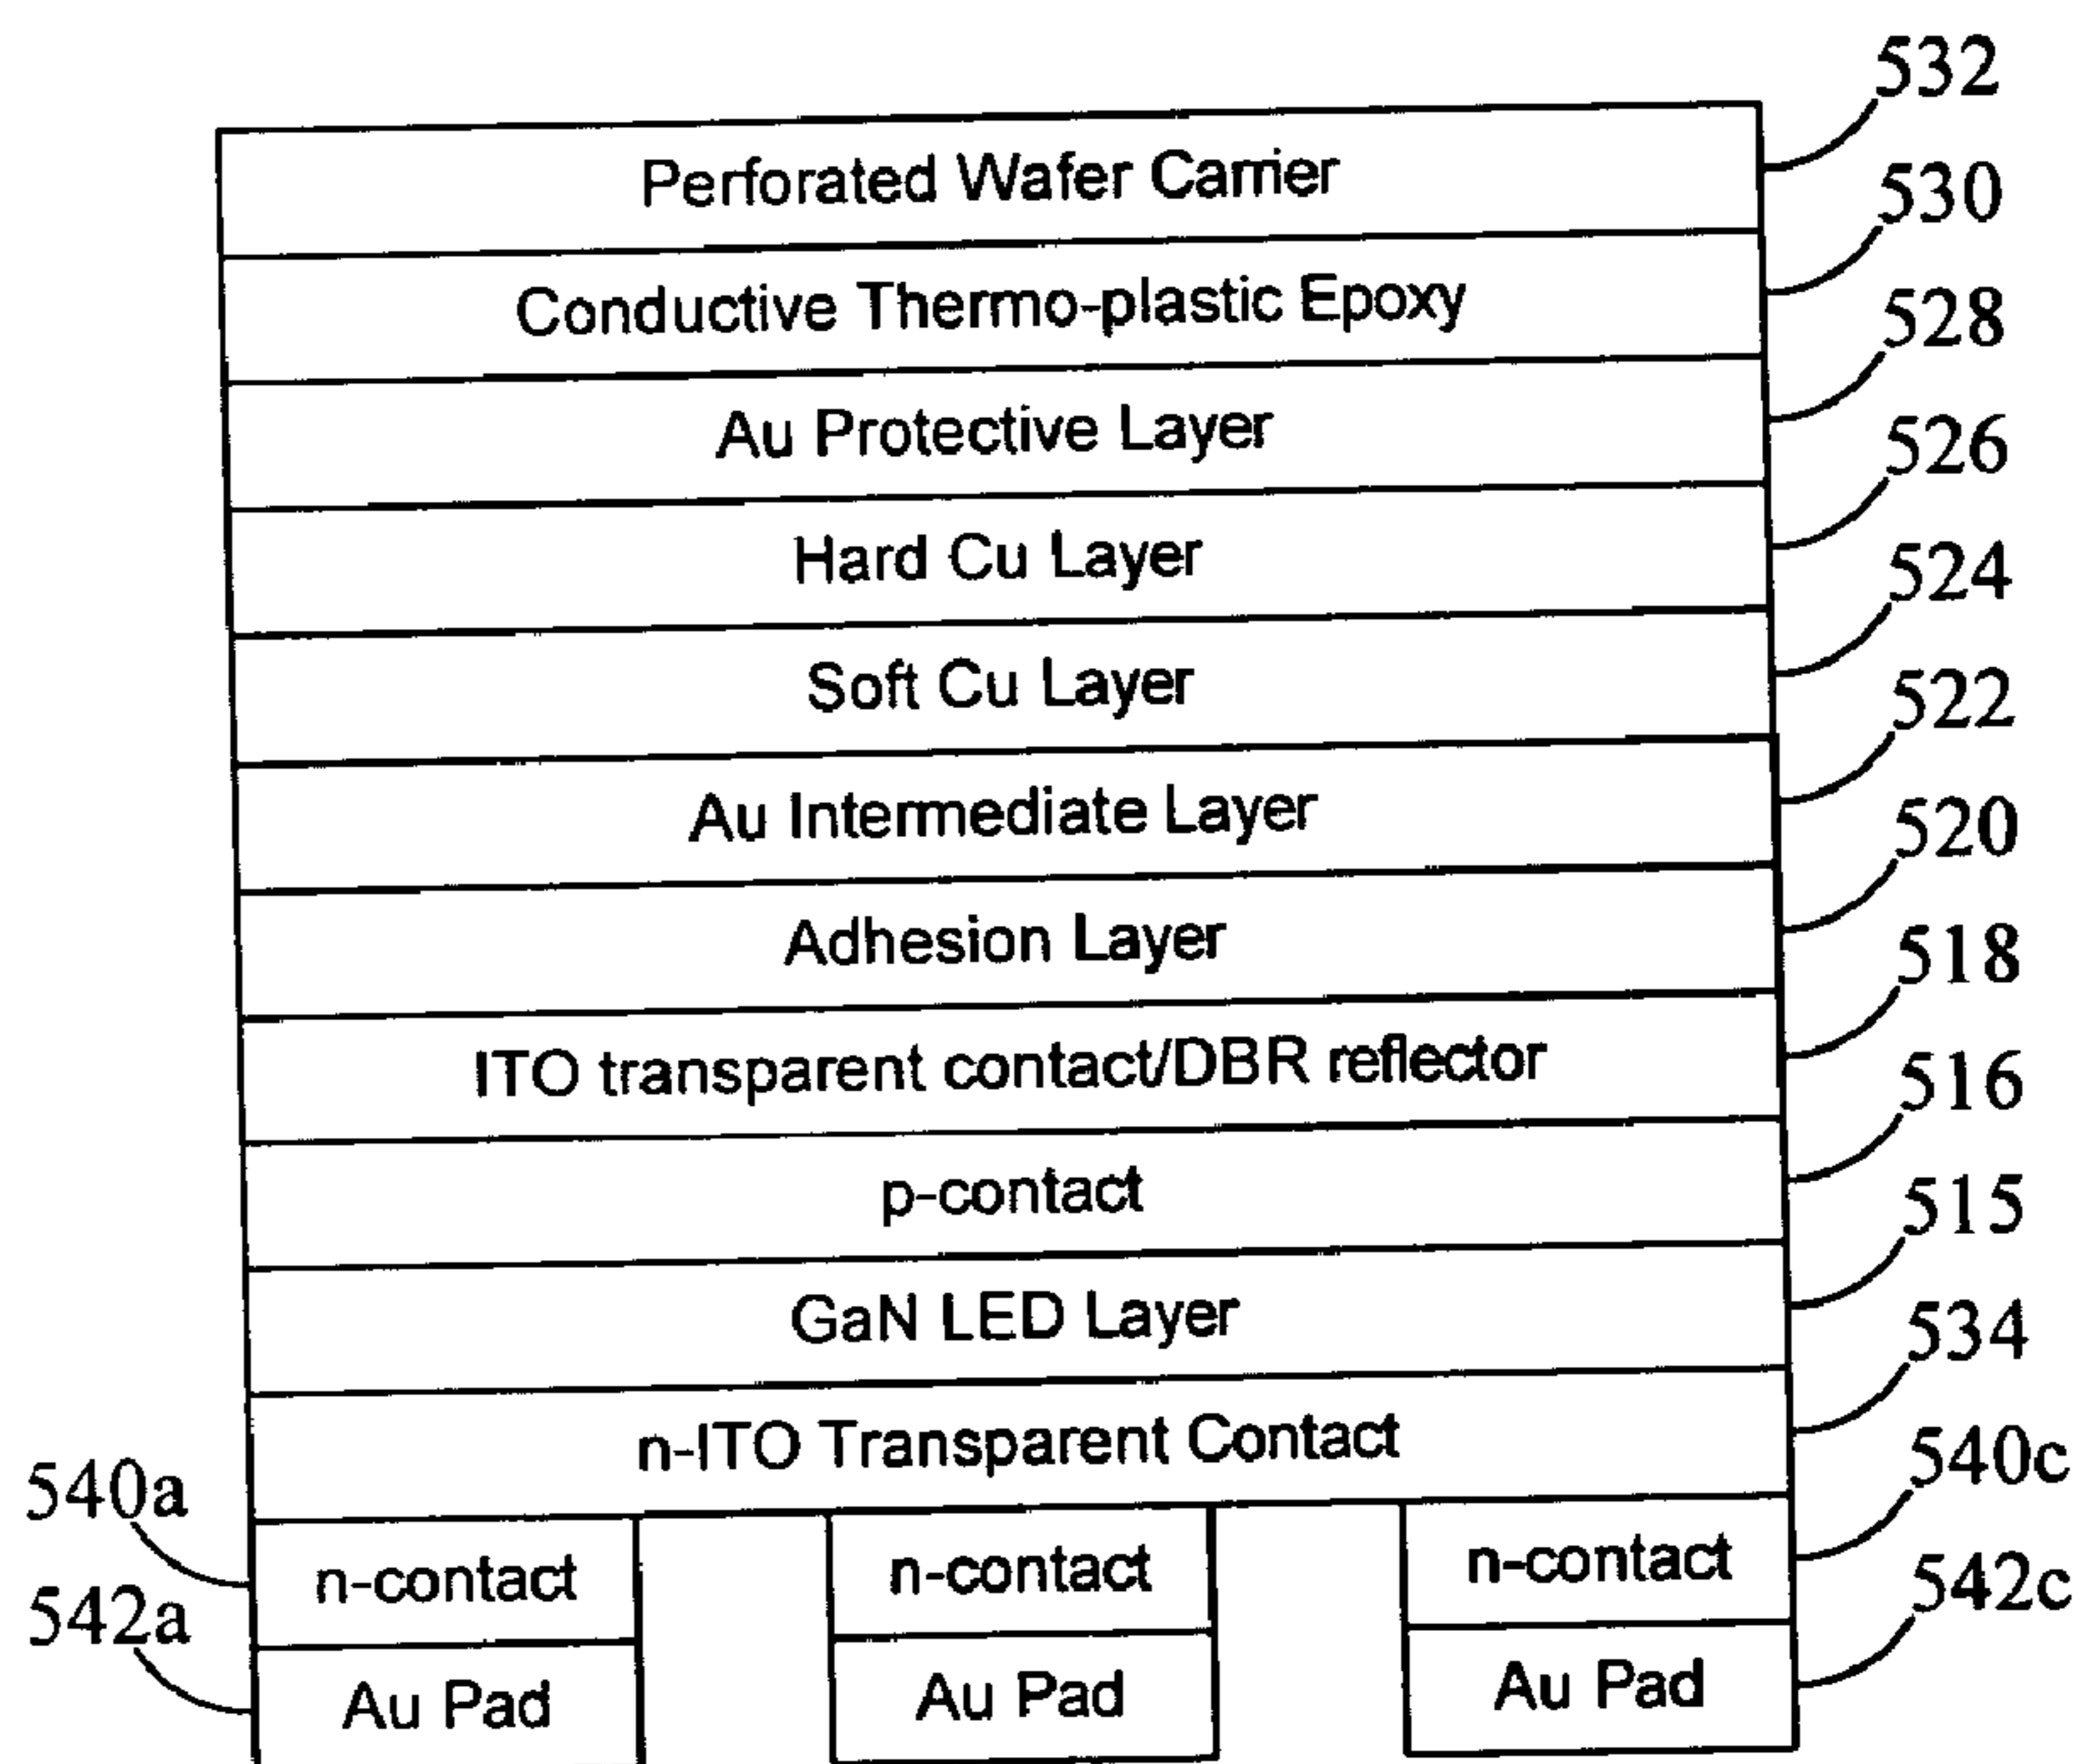 532
Perforated Wafer Carrier
530
Conductive Thermo-plastic Epoxy
528
Au Protective Layer
526
Hard Cu Layer
524
Soft Cu Layer
522
Au Intermediate Layer
520
Adhesion Layer
518
ITO transparent contact/DBR reflector
516
p-contact
515
GaN LED Layer
534
n-ITO Transparent Contact
540a
540c
n-contact
n-contact
n-contact
542a
542c
Au Pad
Au Pad
Au Pad